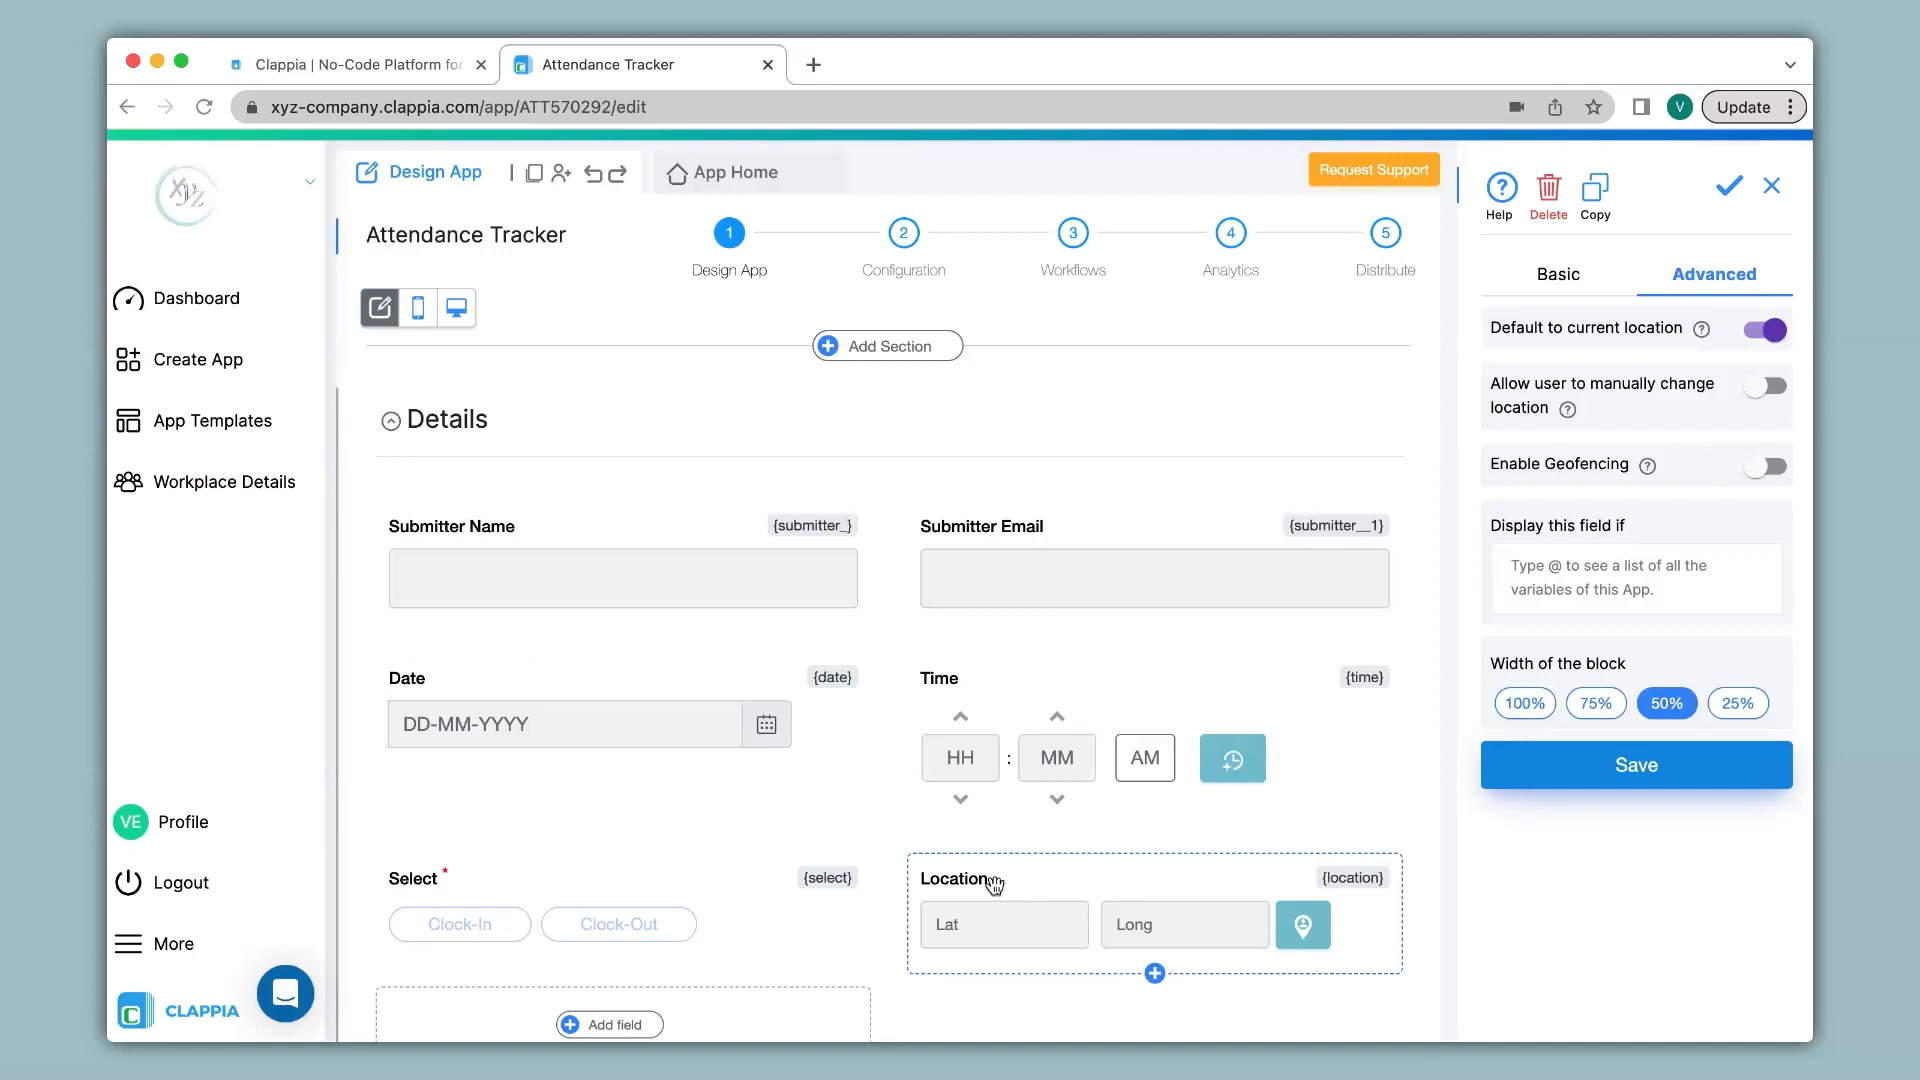 Clappia | No-Code Platform for
Attendance Tracker
xyz-company.clappia.com/app/ATT570292/edit
V
Update
xyz
Design App
App Home
Request Support
Help
Delete
Copy
Attendance Tracker
1
2
3
4
5
Design App
Configuration
Workflows
Analytics
Distribute
Basic
Advanced
Dashboard
Create App
App Templates
Workplace Details
Add Section
Default to current location ?
Allow user to manually change
location ?
Enable Geofencing ?
Details
Submitter Name
{submitter_}
Submitter Email
{submitter__1}
Display this field if
Type @ to see a list of all the
variables of this App.
Date
{date}
Time
{time}
DD-MM-YYYY
HH
:
MM
AM
Width of the block
100%
75%
50%
25%
Save
VE
Profile
Logout
More
CLAPPIA
Select *
{select}
Clock-In
Clock-Out
Location
{location}
Lat
Long
Add field